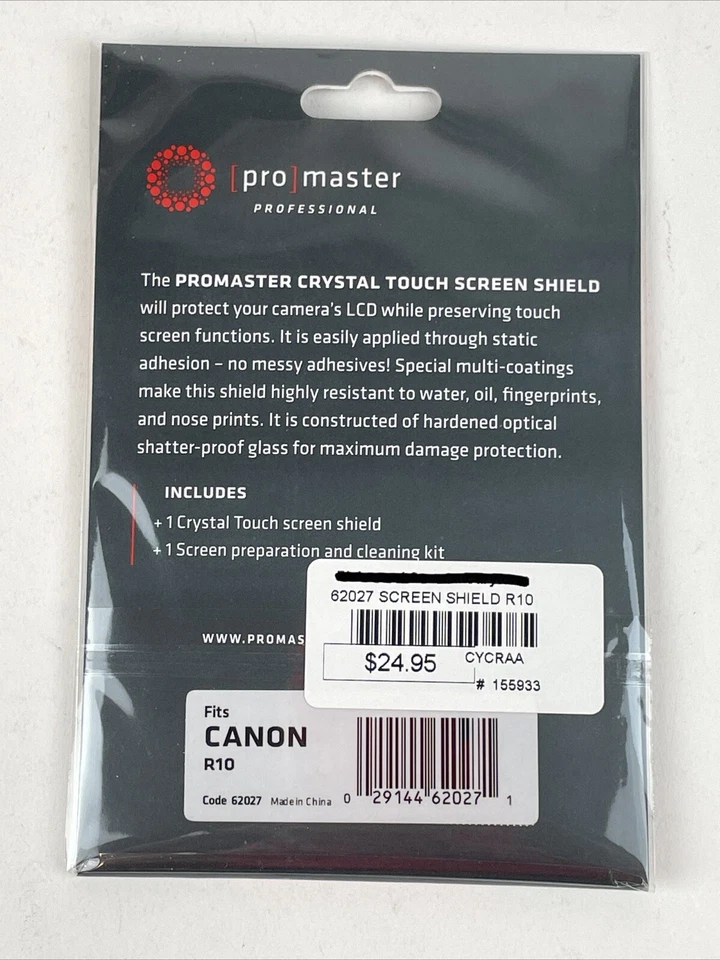 [pro]master
PROFESSIONAL
The PROMASTER CRYSTAL TOUCH SCREEN SHIELD
will protect your camera's LCD while preserving touch
screen functions. It is easily applied through static
adhesion – no messy adhesives! Special multi-coatings
make this shield highly resistant to water, oil, fingerprints,
and nose prints. It is constructed of hardened optical
shatter-proof glass for maximum damage protection.
INCLUDES
+ 1 Crystal Touch screen shield
+ 1 Screen preparation and cleaning kit
62027 SCREEN SHIELD R10
$24.95
CYCRAA
# 155933
WWW.PROMAS
Fits
CANON
R10
Code 62027 Made in China
0 29144 62027 1